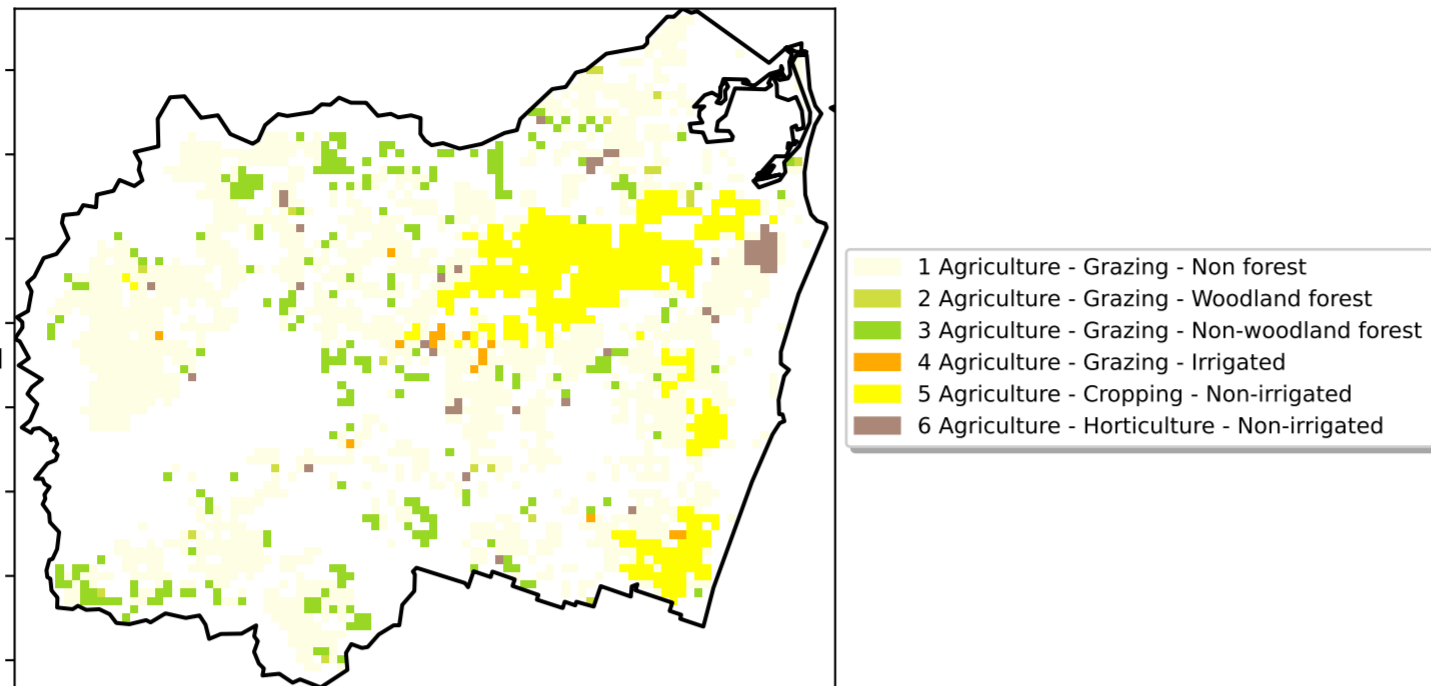 1 Agriculture - Grazing - Non forest
2 Agriculture - Grazing - Woodland forest
3 Agriculture - Grazing - Non-woodland forest
4 Agriculture - Grazing - Irrigated
5 Agriculture - Cropping - Non-irrigated
6 Agriculture - Horticulture - Non-irrigated